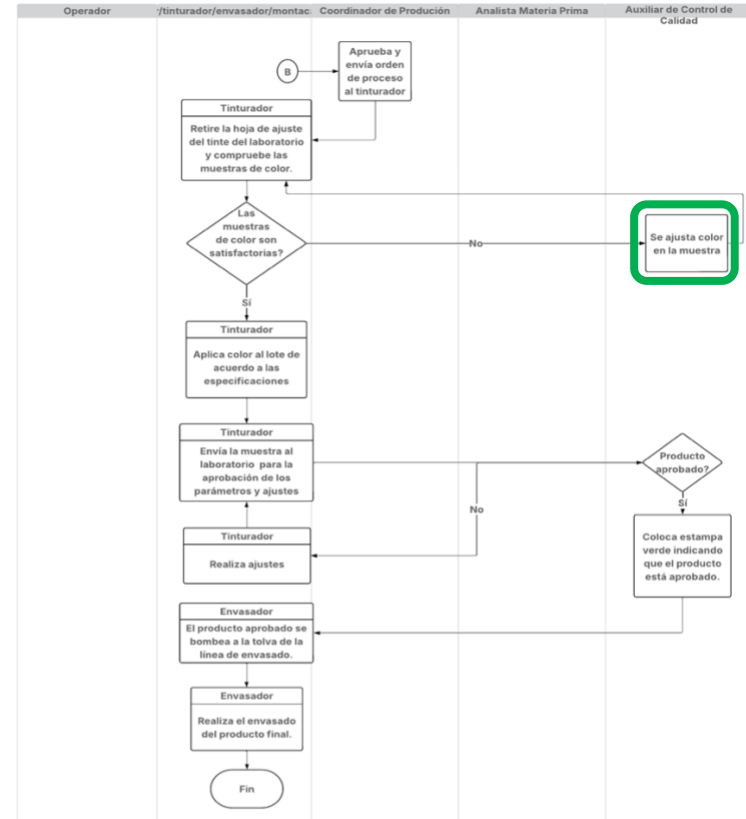 Operador
/tinturador/envasador/montac
Coordinador de Produción
Analista Materia Prima
Auxiliar de Control de
Calidad
B
Aprueba y
envía orden
de proceso
al tinturador
Tinturador
Retire la hoja de ajuste
del tinte del laboratorio
y compruebe las
muestras de color.
Las
muestras
de color son
satisfactorias?
No
Se ajusta color
en la muestra
Sí
Tinturador
Aplica color al lote de
acuerdo a las
especificaciones
Tinturador
Envía la muestra al
laboratorio para la
aprobación de los
parámetros y ajustes
Producto
aprobado?
No
Sí
Tinturador
Realiza ajustes
Coloca estampa
verde indicando
que el producto
está aprobado.
Envasador
El producto aprobado se
bombea a la tolva de la
línea de envasado.
Envasador
Realiza el envasado
del producto final.
Fin